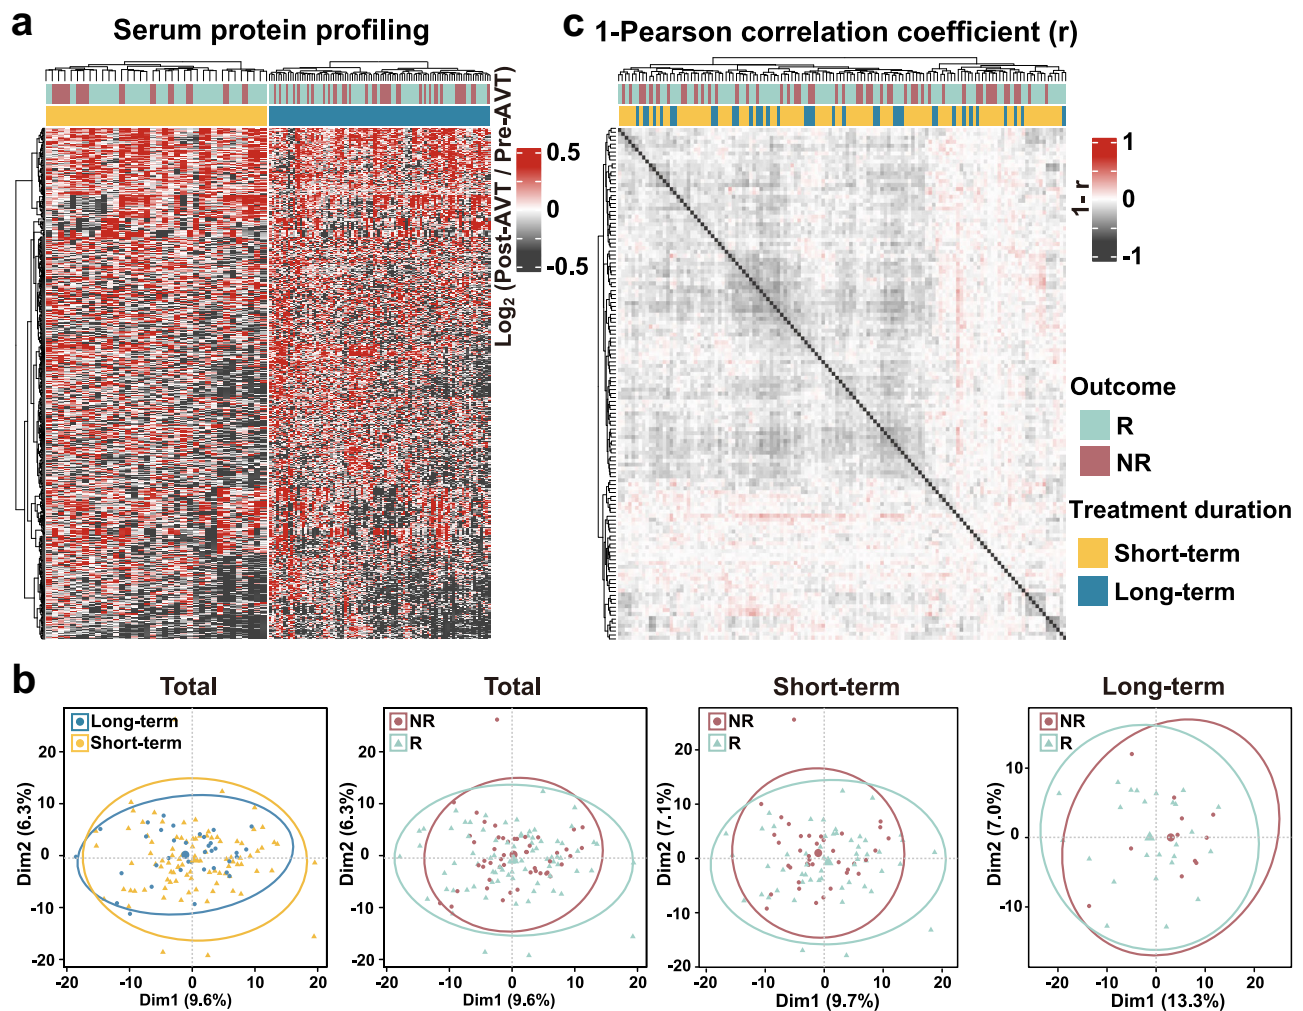 a
Serum protein profiling
Log₂ (Post-AVT / Pre-AVT)
0.5
0
-0.5
c
1-Pearson correlation coefficient (r)
1 - r
1
0
-1
Outcome
R
NR
Treatment duration
Short-term
Long-term
b
Total
Long-term
Short-term
Dim2 (6.3%)
20
10
0
-10
-20
-20
-10
0
10
20
Dim1 (9.6%)
Total
NR
R
Dim2 (6.3%)
20
10
0
-10
-20
-20
-10
0
10
20
Dim1 (9.6%)
Short-term
NR
R
Dim2 (7.1%)
20
10
0
-10
-20
-20
-10
0
10
20
Dim1 (9.7%)
Long-term
NR
R
Dim2 (7.0%)
10
0
-10
-20
-10
0
10
20
Dim1 (13.3%)